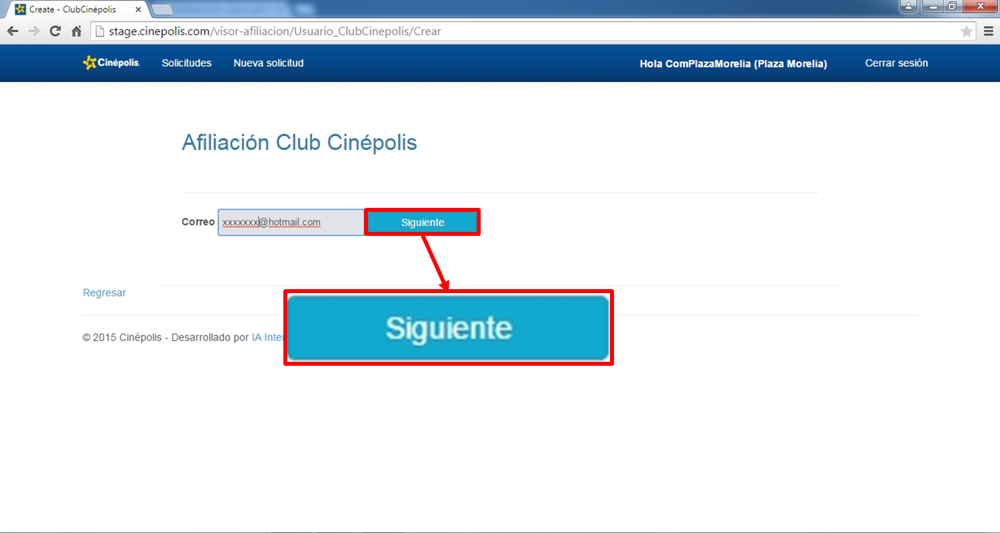 Create - ClubCinépolis
stage.cinepolis.com/visor-afiliacion/Usuario_ClubCinepolis/Crear
Cinépolis. Solicitudes Nueva solicitud Hola ComPlazaMorelia (Plaza Morelia) Cerrar sesión
Afiliación Club Cinépolis
Correo xxxxxxx@hotmail.com Siguiente
Regresar
Siguiente
© 2015 Cinépolis - Desarrollado por IA Inter